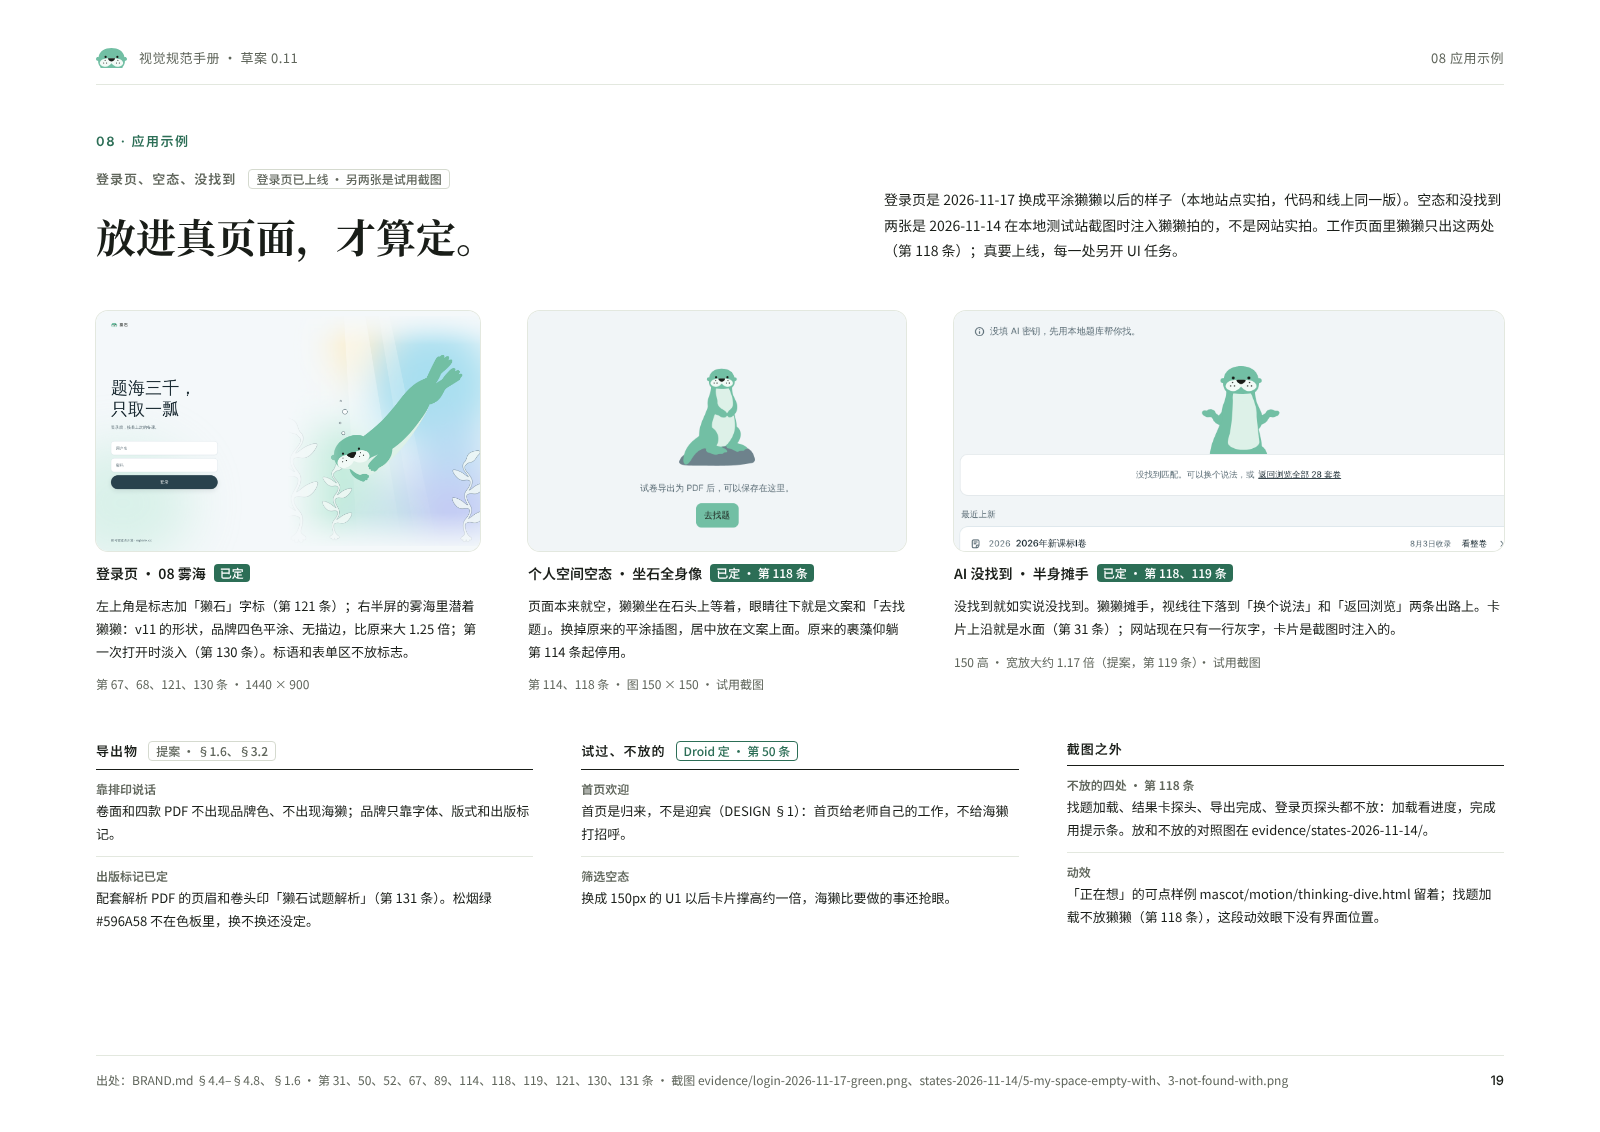 视觉规范手册 · 草案 0.11
08 应用示例
08 · 应用示例
登录页、空态、没找到 登录页已上线 · 另两张是试用截图
放进真页面，才算定。
登录页是 2026-11-17 换成平涂獭獭以后的样子（本地站点实拍，代码和线上同一版）。空态和没找到
两张是 2026-11-14 在本地测试站截图时注入獭獭拍的，不是网站实拍。工作页面里獭獭只出这两处
（第 118 条）；真要上线，每一处另开 UI 任务。
题海三千，
只取一瓢
登录
试卷导出为 PDF 后，可以保存在这里。
去找题
没填 AI 密钥，先用本地题库帮你找。
没找到匹配。可以换个说法，或 返回浏览全部 28 套卷
最近上新
2026 2026年新课标Ⅰ卷 8月3日收录 看整卷 ›
登录页 · 08 雾海 已定
左上角是标志加「獭石」字标（第 121 条）；右半屏的雾海里潜着
獭獭：v11 的形状，品牌四色平涂、无描边，比原来大 1.25 倍；第
一次打开时淡入（第 130 条）。标语和表单区不放标志。
第 67、68、121、130 条 · 1440 × 900
个人空间空态 · 坐石全身像 已定 · 第 118 条
页面本来就空，獭獭坐在石头上等着，眼睛往下就是文案和「去找
题」。换掉原来的平涂插图，居中放在文案上面。原来的裹藻仰躺
第 114 条起停用。
第 114、118 条 · 图 150 × 150 · 试用截图
AI 没找到 · 半身摊手 已定 · 第 118、119 条
没找到就如实说没找到。獭獭摊手，视线往下落到「换个说法」和「返回浏览」两条出路上。卡
片上沿就是水面（第 31 条）；网站现在只有一行灰字，卡片是截图时注入的。
150 高 · 宽放大约 1.17 倍（提案，第 119 条）· 试用截图
导出物 提案 · §1.6、§3.2
靠排印说话
卷面和四款 PDF 不出现品牌色、不出现海獭；品牌只靠字体、版式和出版标
记。
出版标记已定
配套解析 PDF 的页眉和卷头印「獭石试题解析」（第 131 条）。松烟绿
#596A58 不在色板里，换不换还没定。
试过、不放的 Droid 定 · 第 50 条
首页欢迎
首页是归来，不是迎宾（DESIGN §1）：首页给老师自己的工作，不给海獭
打招呼。
筛选空态
换成 150px 的 U1 以后卡片撑高约一倍，海獭比要做的事还抢眼。
截图之外
不放的四处 · 第 118 条
找题加载、结果卡探头、导出完成、登录页探头都不放：加载看进度，完成
用提示条。放和不放的对照图在 evidence/states-2026-11-14/。
动效
「正在想」的可点样例 mascot/motion/thinking-dive.html 留着；找题加
载不放獭獭（第 118 条），这段动效眼下没有界面位置。
出处：BRAND.md §4.4–§4.8、§1.6 · 第 31、50、52、67、89、114、118、119、121、130、131 条 · 截图 evidence/login-2026-11-17-green.png、states-2026-11-14/5-my-space-empty-with、3-not-found-with.png
19